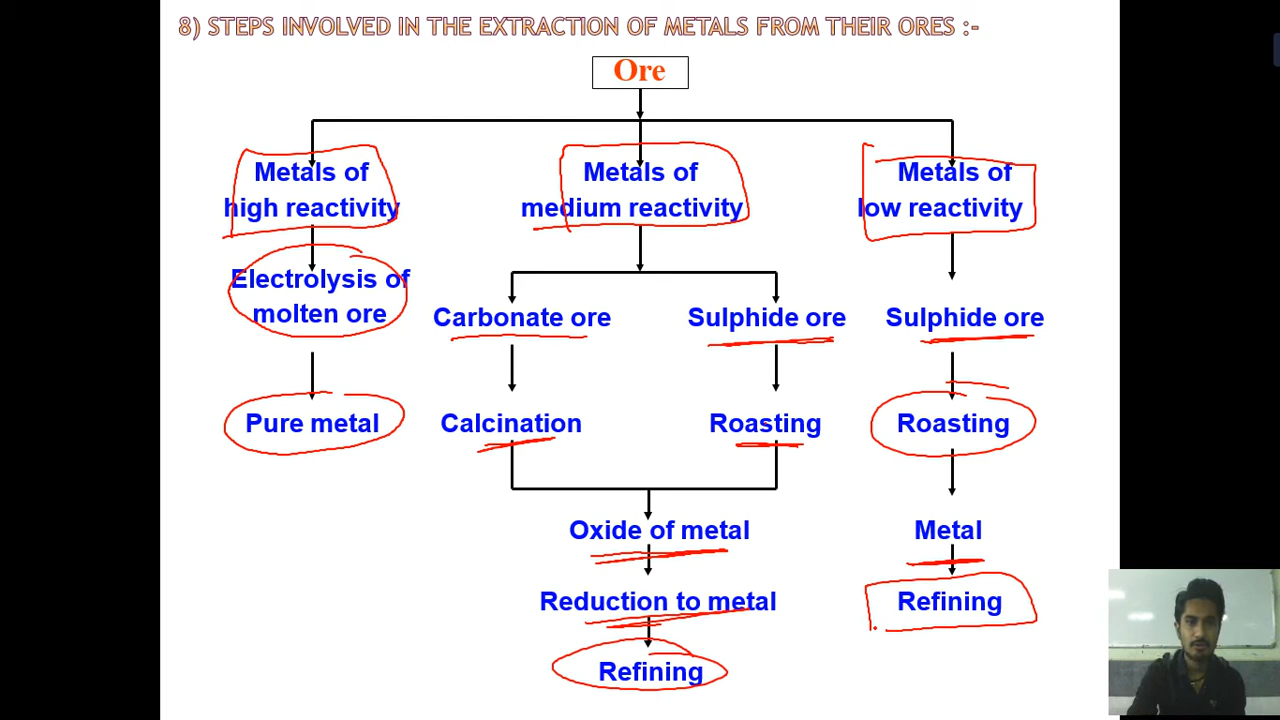 8) STEPS INVOLVED IN THE EXTRACTION OF METALS FROM THEIR ORES :-
Ore
Metals of
high reactivity
Metals of
medium reactivity
Metals of
low reactivity
Electrolysis of
molten ore
Carbonate ore
Sulphide ore
Sulphide ore
Pure metal
Calcination
Roasting
Roasting
Oxide of metal
Metal
Reduction to metal
Refining
Refining